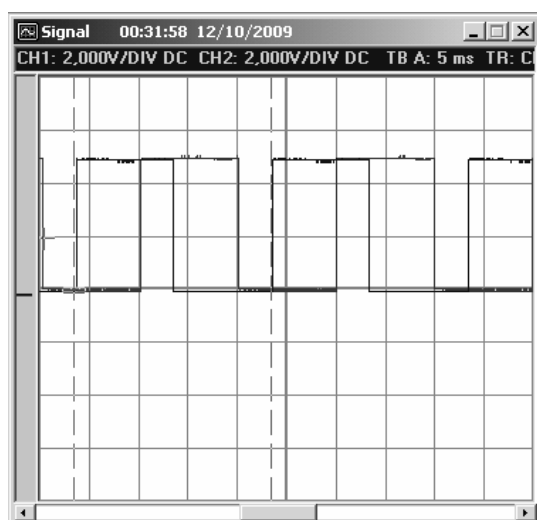 Signal 00:31:58 12/10/2009
CH1: 2,000V/DIV DC CH2: 2,000V/DIV DC TB A: 5 ms TR: C